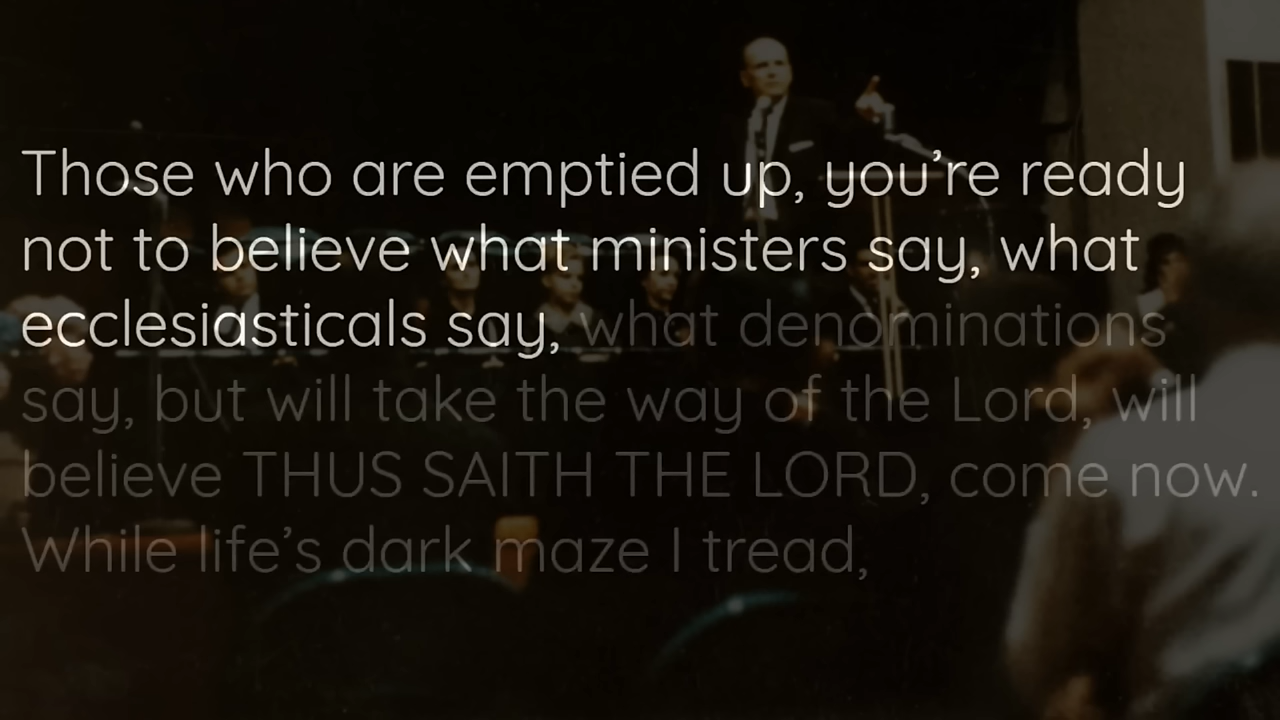 Those who are emptied up, you’re ready
not to believe what ministers say, what
ecclesiasticals say, what denominations
say, but will take the way of the Lord, will
believe THUS SAITH THE LORD, come now.
While life’s dark maze I tread,